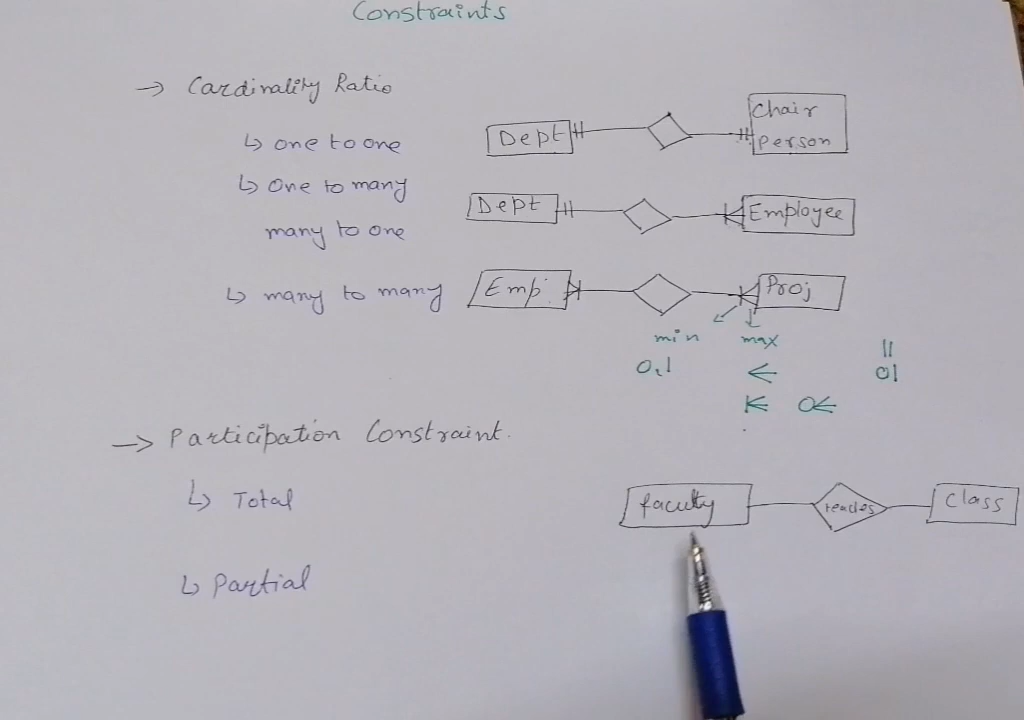 Constraints
→ Cardinality Ratio
↳ one to one
Dept
Chair
Person
↳ One to many
Dept
Employee
many to one
↳ many to many
Emp.
Proj
min
max
0,1
→ Participation Constraint.
↳ Total
faculty
teaches
Class
↳ Partial